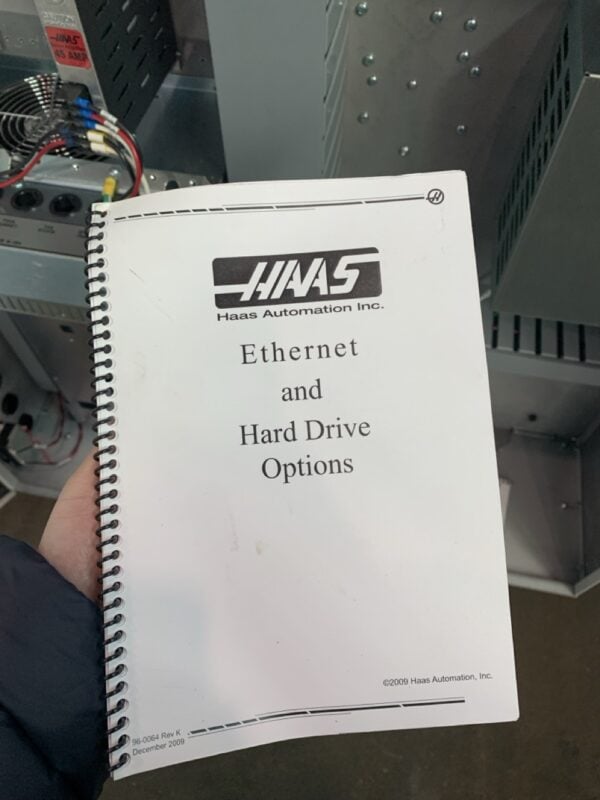 HAAS
45 AMP
HAAS
Haas Automation Inc.
Ethernet
and
Hard Drive
Options
©2009 Haas Automation, Inc.
96-0064 Rev K
December 2009